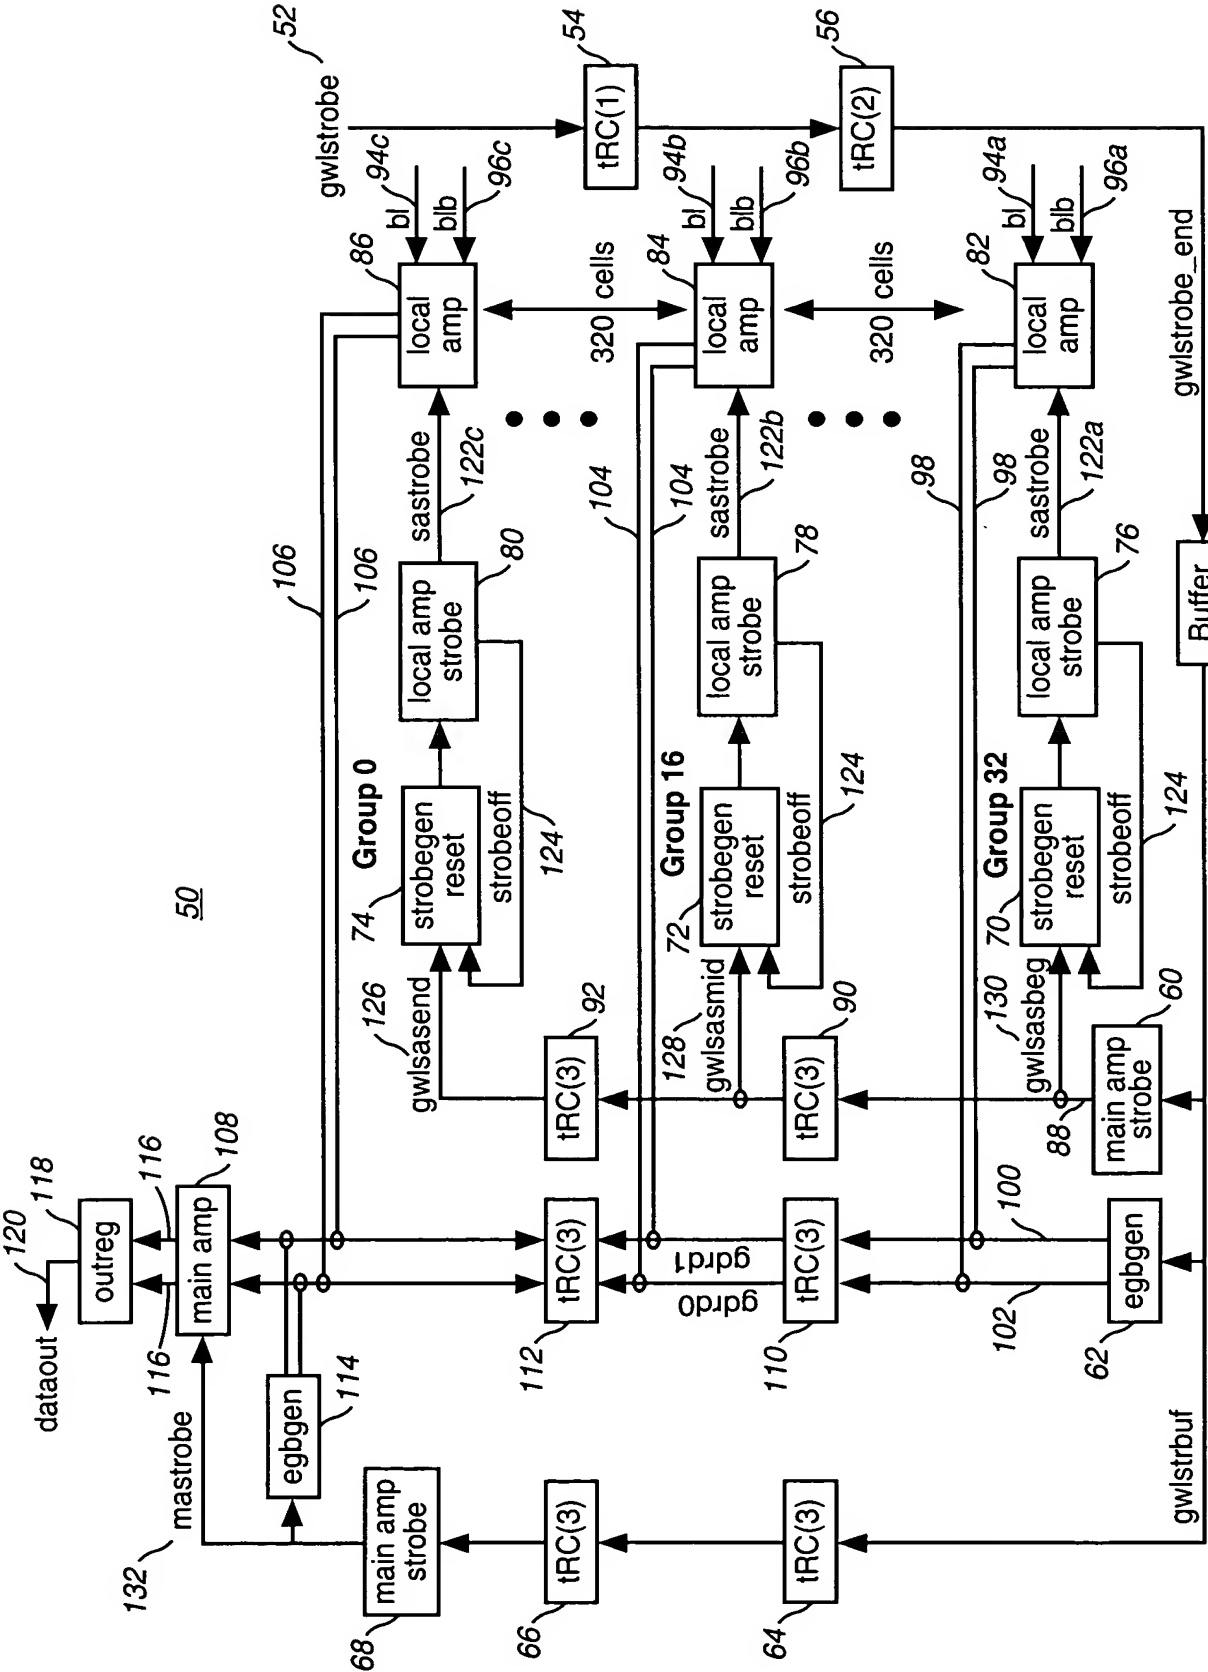 50
52
gwlstrobe
54
tRC(1)
56
tRC(2)
gwlstrobe_end
94c
bl
96c
blb
86
local
amp
320 cells
94b
bl
96b
blb
84
local
amp
320 cells
94a
bl
96a
blb
82
local
amp
106
106
104
104
98
98
sastrobe
122c
sastrobe
122b
sastrobe
122a
80
local amp
strobe
78
local amp
strobe
76
local amp
strobe
Buffer
Group 0
74
strobegen
reset
strobeoff
124
Group 16
72
strobegen
reset
strobeoff
124
Group 32
70
strobegen
reset
strobeoff
124
126
gwlsasend
92
tRC(3)
128
gwlsasmid
90
tRC(3)
130
gwlsasbeg
60
main amp
strobe
88
120
118
116
108
outreg
main amp
116
dataout
112
tRC(3)
gdrd1
gdrd0
110
tRC(3)
100
102
62
egbgen
132
mastrobe
egbgen
114
68
main amp
strobe
66
tRC(3)
64
tRC(3)
gwlstrbuf